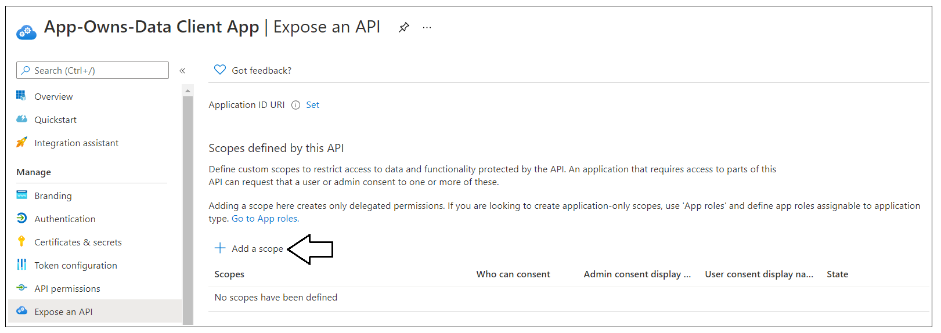 App-Owns-Data Client App | Expose an API
Search (Ctrl+/)
Overview
Quickstart
Integration assistant
Manage
Branding
Authentication
Certificates & secrets
Token configuration
API permissions
Expose an API
Got feedback?
Application ID URI Set
Scopes defined by this API
Define custom scopes to restrict access to data and functionality protected by the API. An application that requires access to parts of this
API can request that a user or admin consent to one or more of these.
Adding a scope here creates only delegated permissions. If you are looking to create application-only scopes, use 'App roles' and define app roles assignable to application
type. Go to App roles.
Add a scope
Scopes Who can consent Admin consent display ... User consent display na... State
No scopes have been defined